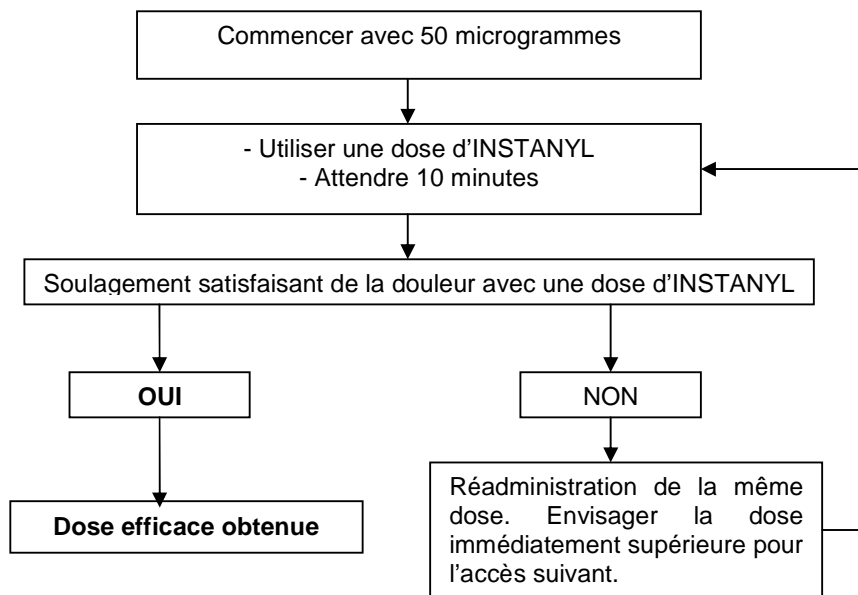 Commencer avec 50 microgrammes
- Utiliser une dose d'INSTANYL
- Attendre 10 minutes
Soulagement satisfaisant de la douleur avec une dose d'INSTANYL
OUI
NON
Dose efficace obtenue
Réadministration de la même
dose. Envisager la dose
immédiatement supérieure pour
l'accès suivant.